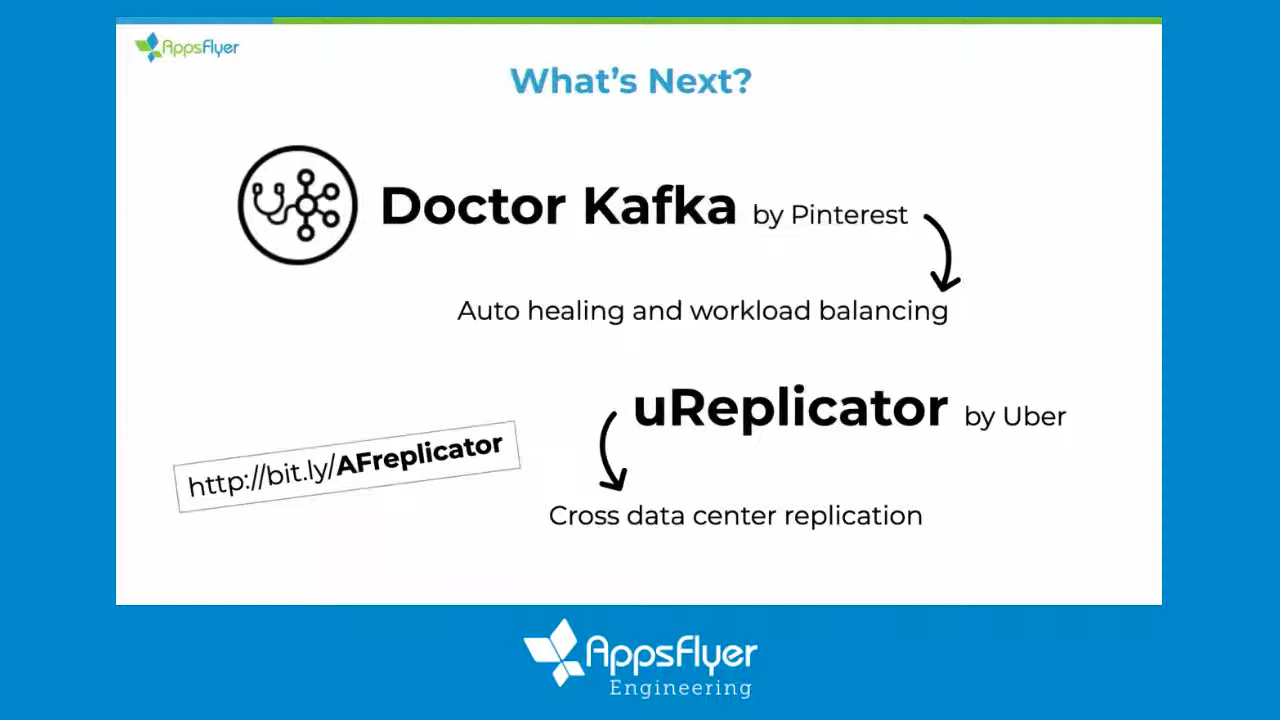 AppsFlyer
What's Next?
Doctor Kafka by Pinterest
Auto healing and workload balancing
uReplicator by Uber
http://bit.ly/AFreplicator
Cross data center replication
AppsFlyer
Engineering